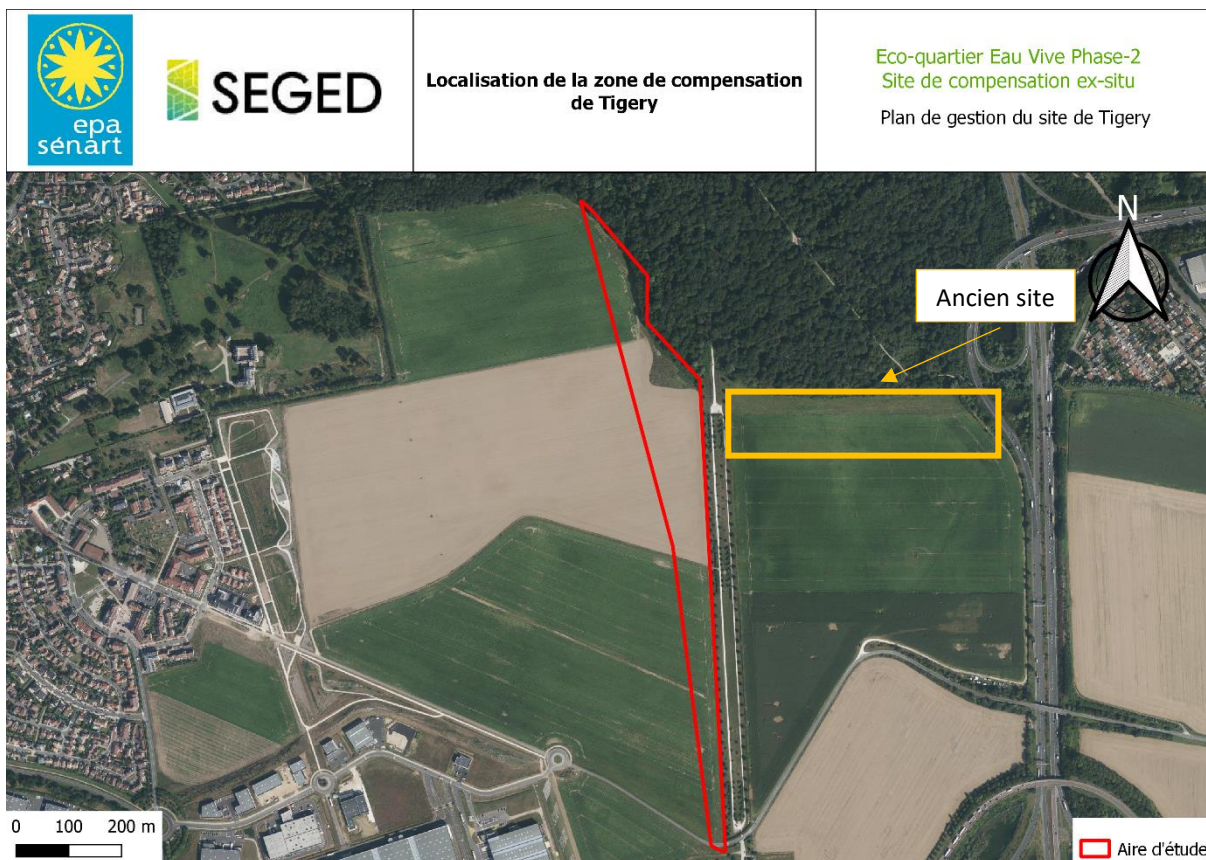 epa
sénart
SEGED
Localisation de la zone de compensation
de Tigery
Eco-quartier Eau Vive Phase-2
Site de compensation ex-situ
Plan de gestion du site de Tigery
N
Ancien site
0 100 200 m
Aire d'étude